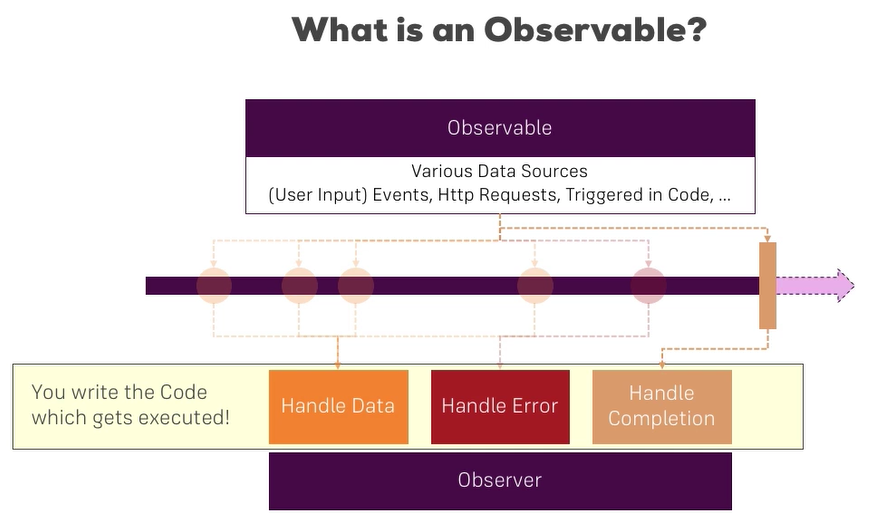 What is an Observable?
Observable
Various Data Sources
(User Input) Events, Http Requests, Triggered in Code, ...
You write the Code
which gets executed!
Handle Data
Handle Error
Handle
Completion
Observer